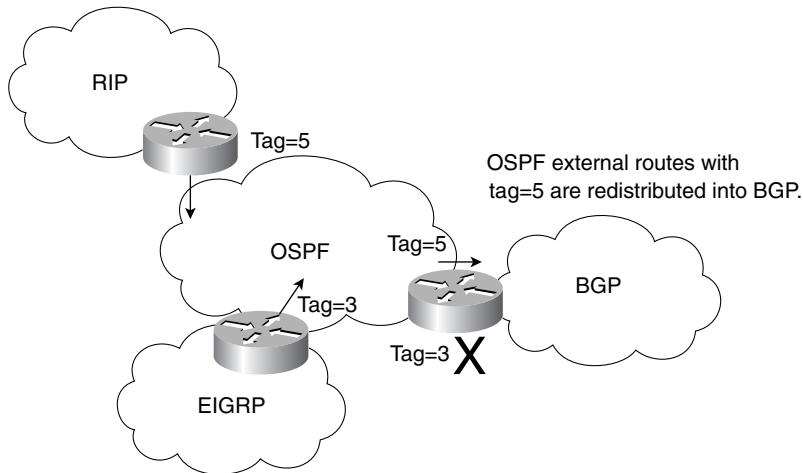 RIP
Tag=5
OSPF external routes with
tag=5 are redistributed into BGP.
Tag=5
OSPF
BGP
Tag=3
Tag=3 X
EIGRP